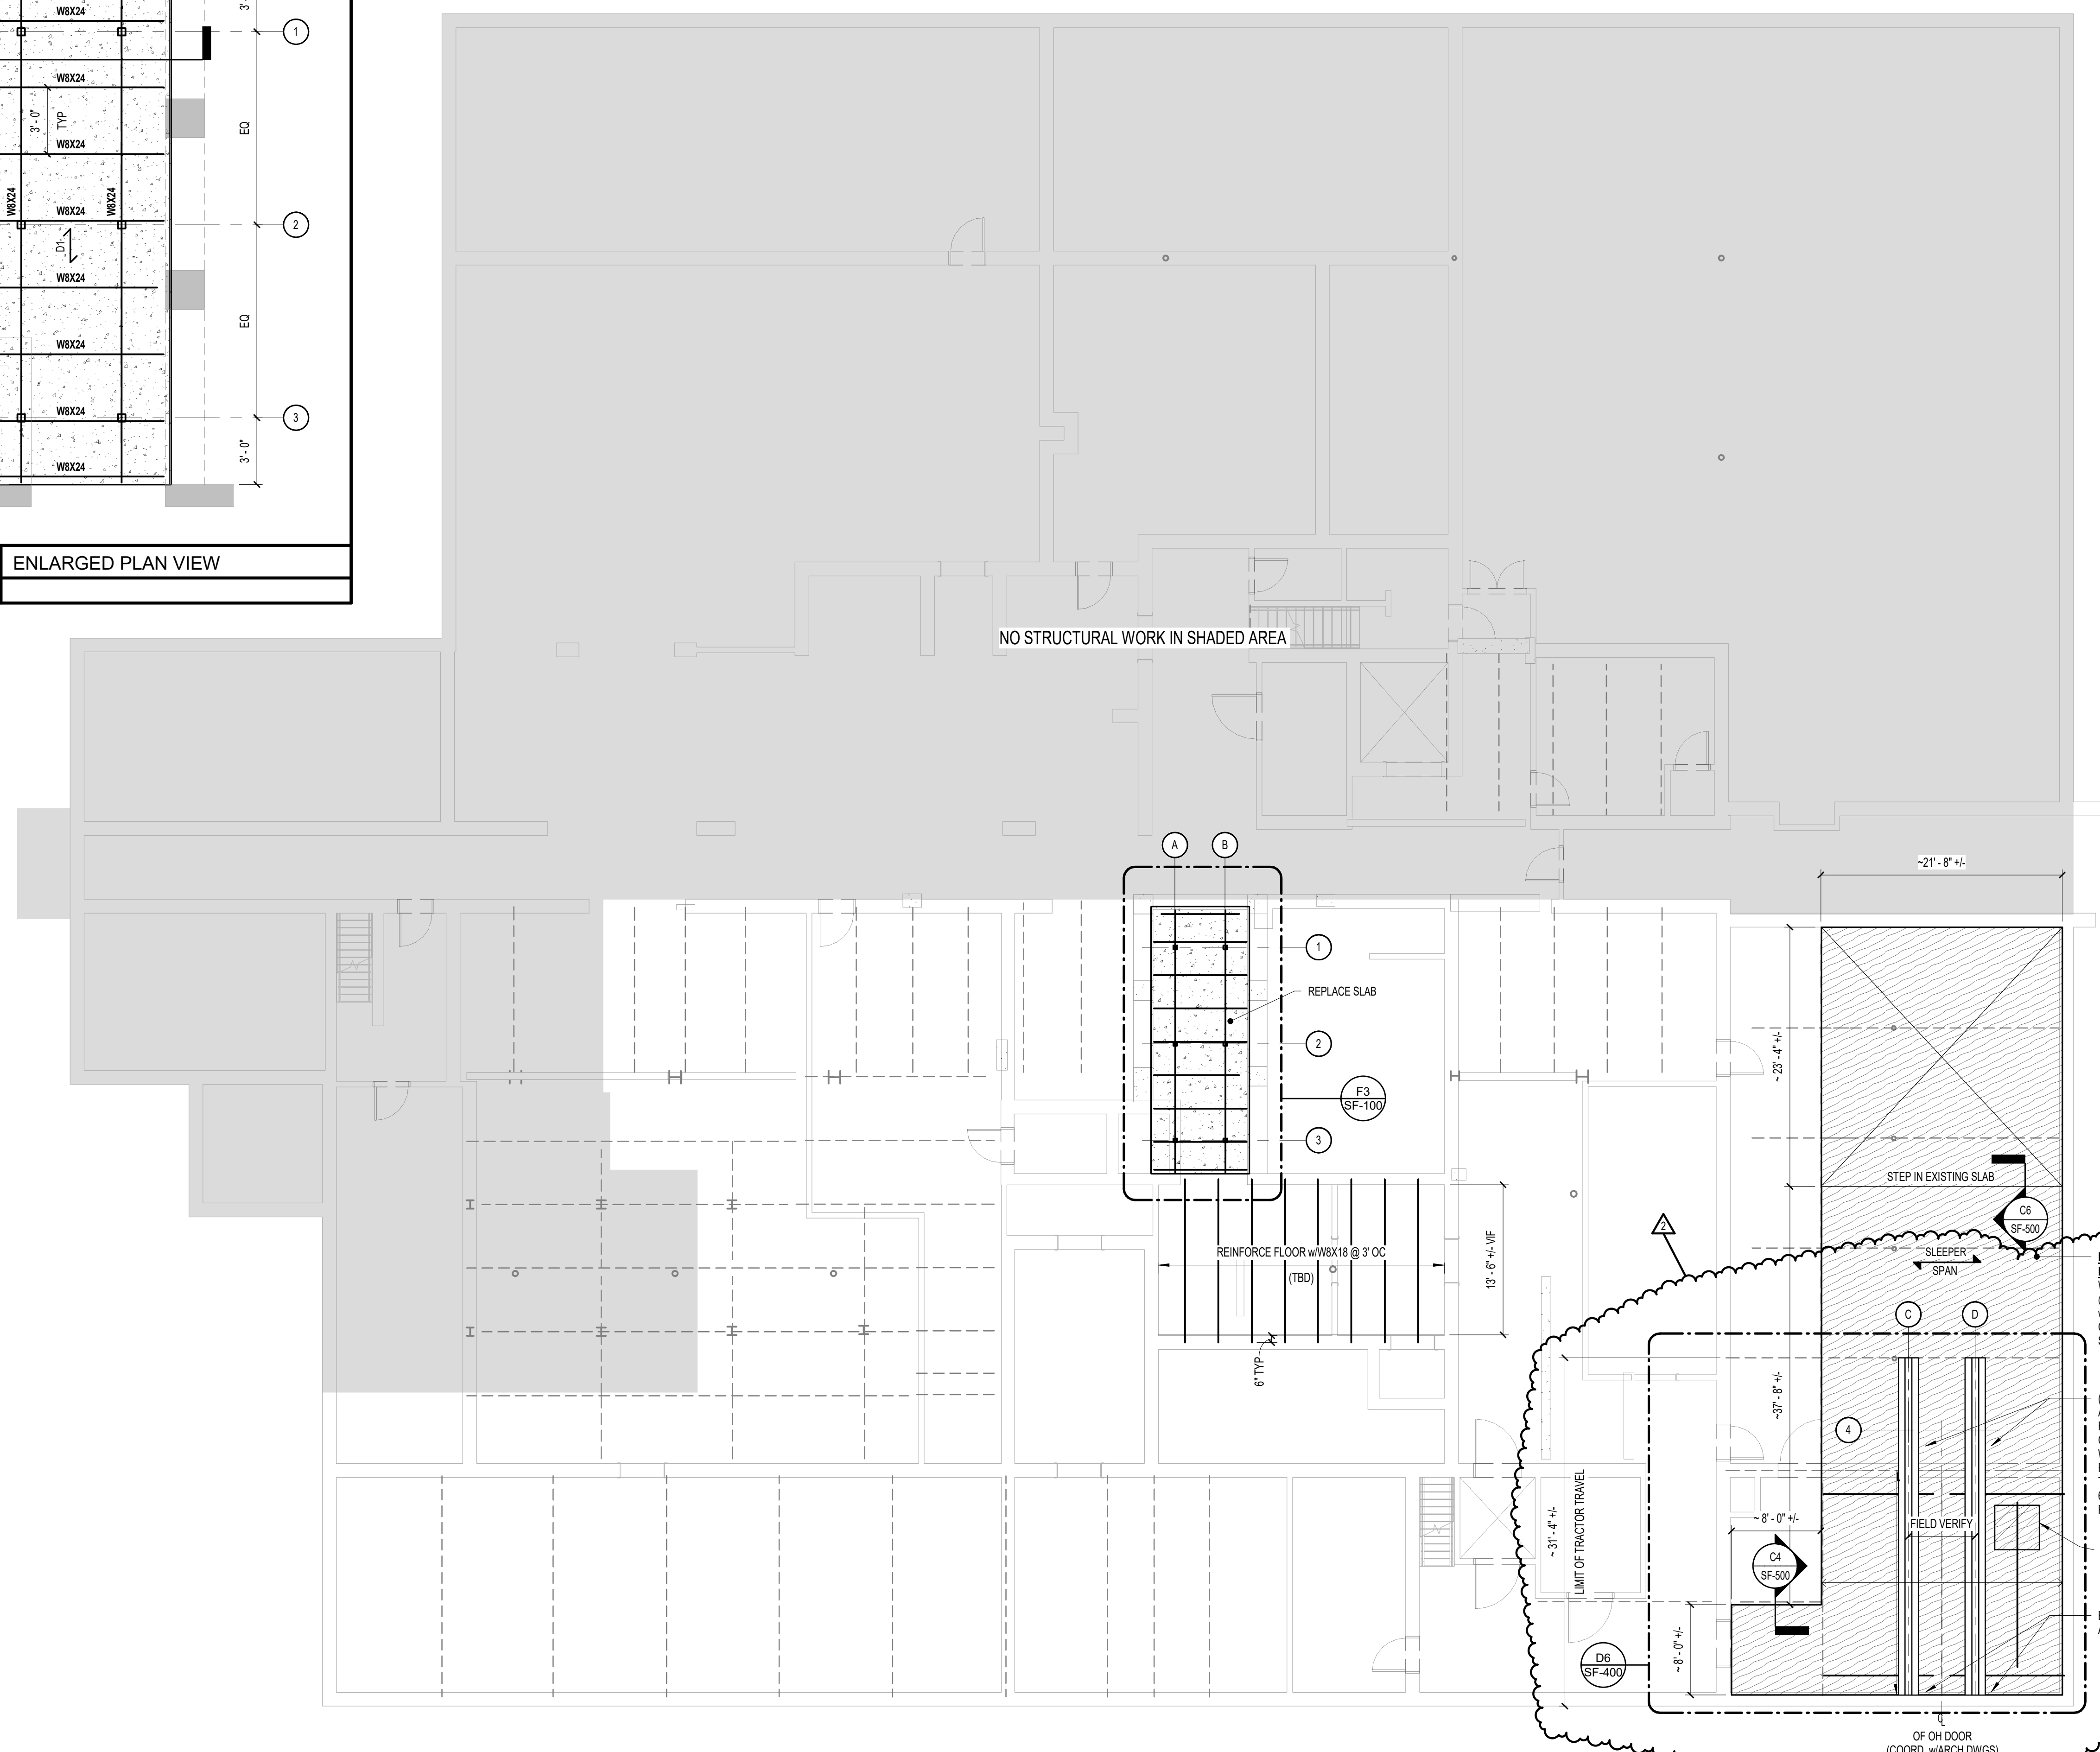 W8X24
3'-
1
W8X24
3' - 0"
TYP
EQ
W8X24
W8X24
W8X24
W8X24
2
D1
W8X24
EQ
W8X24
W8X24
3
3' - 0"
W8X24
ENLARGED PLAN VIEW
NO STRUCTURAL WORK IN SHADED AREA
A
B
~21' - 8" +/-
1
REPLACE SLAB
2
~ 23' - 4" +/-
F3
SF-100
3
STEP IN EXISTING SLAB
C6
SF-500
2
REINFORCE FLOOR w/W8X18 @ 3' OC
(TBD)
13' - 6" +/- VIF
SLEEPER
SPAN
C
D
6" TYP
~37' - 8" +/-
4
~ 31' - 4" +/-
LIMIT OF TRACTOR TRAVEL
~ 8' - 0" +/-
FIELD VERIFY
C4
SF-500
~ 8' - 0" +/-
D6
SF-400
OF OH DOOR
(COORD. w/ARCH DWGS)